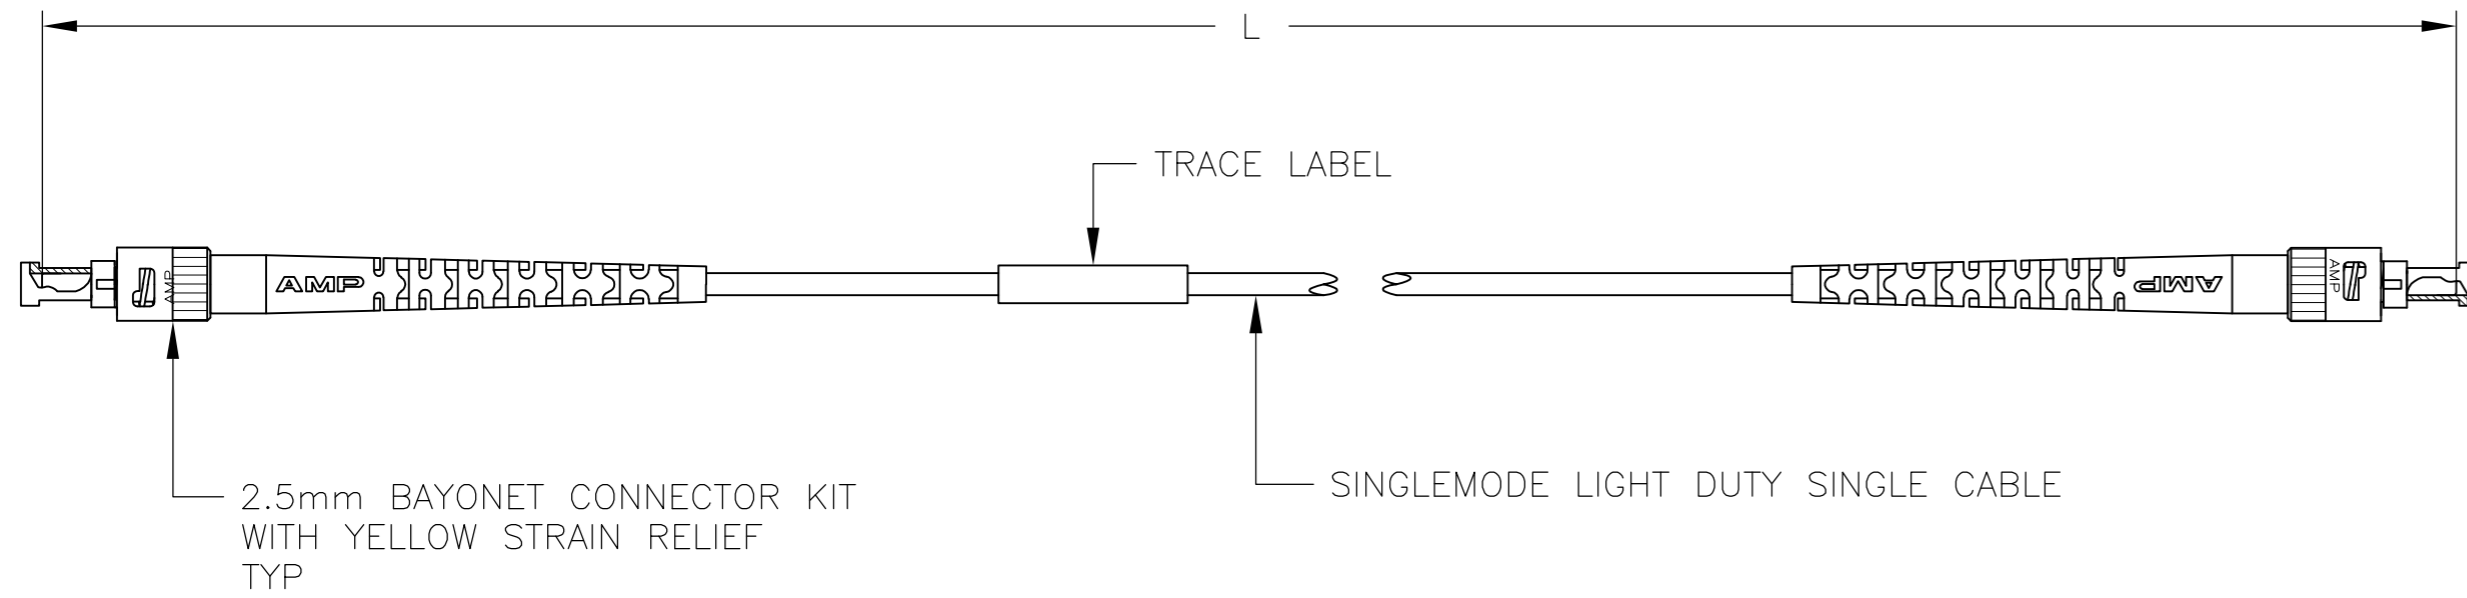 L
TRACE LABEL
AMP
AMP
AMP
AMP
2.5mm BAYONET CONNECTOR KIT
WITH YELLOW STRAIN RELIEF
TYP
SINGLEMODE LIGHT DUTY SINGLE CABLE